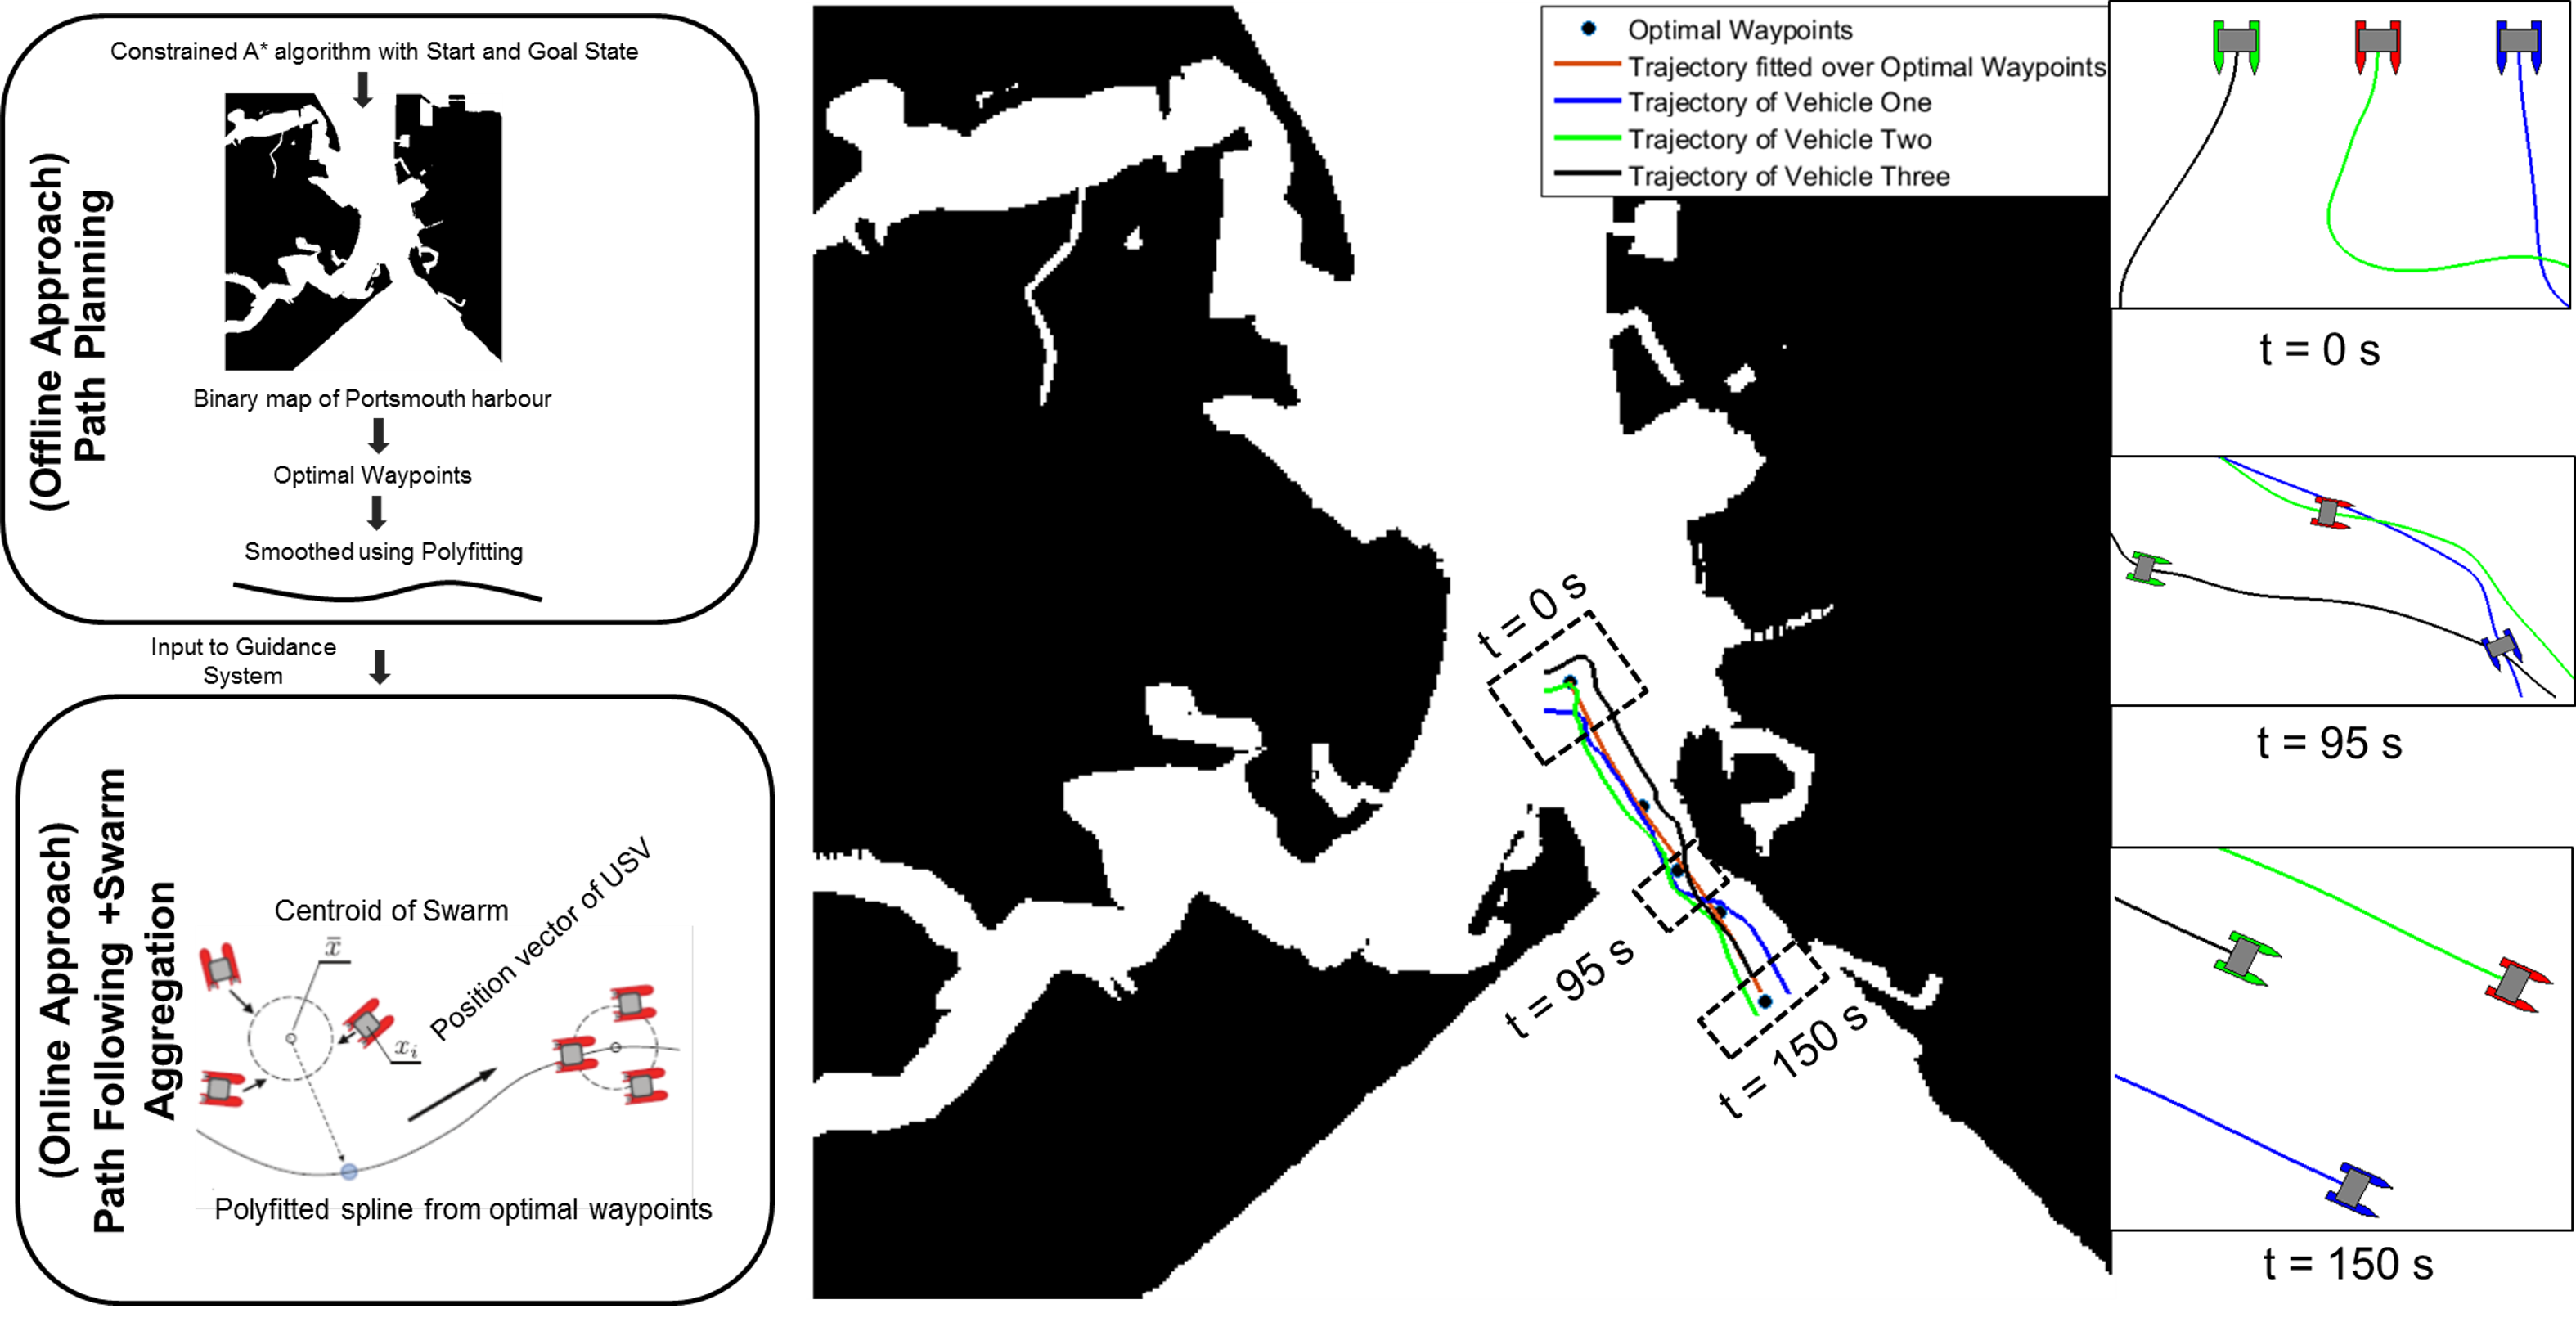 (Offline Approach)
Path Planning
Constrained A* algorithm with Start and Goal State
Binary map of Portsmouth harbour
Optimal Waypoints
Smoothed using Polyfitting
Input to Guidance
System
(Online Approach)
Path Following +Swarm
Aggregation
Centroid of Swarm
x̅
Position vector of USV
xᵢ
Polyfitted spline from optimal waypoints
Optimal Waypoints
Trajectory fitted over Optimal Waypoints
Trajectory of Vehicle One
Trajectory of Vehicle Two
Trajectory of Vehicle Three
t = 0 s
t = 95 s
t = 150 s
t = 0 s
t = 95 s
t = 150 s